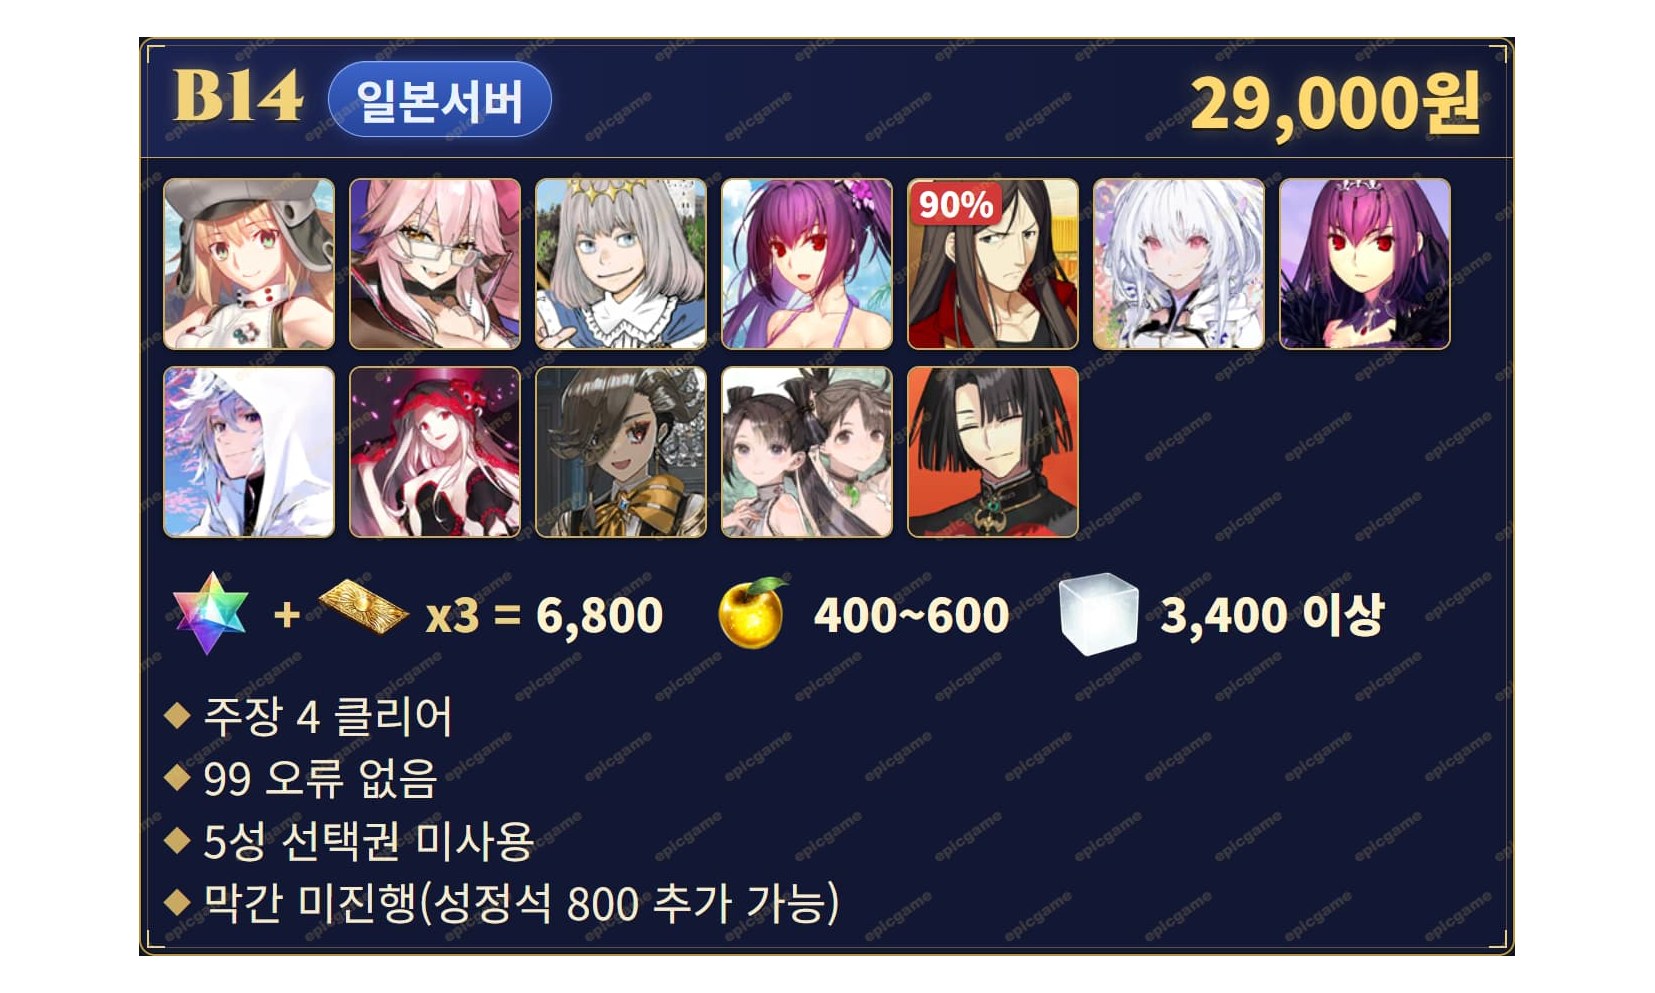 B14 일본서버 29,000원
90%
+ x3 = 6,800 400~600 3,400 이상
주장 4 클리어
99 오류 없음
5성 선택권 미사용
막간 미진행(성정석 800 추가 가능)
epicgame